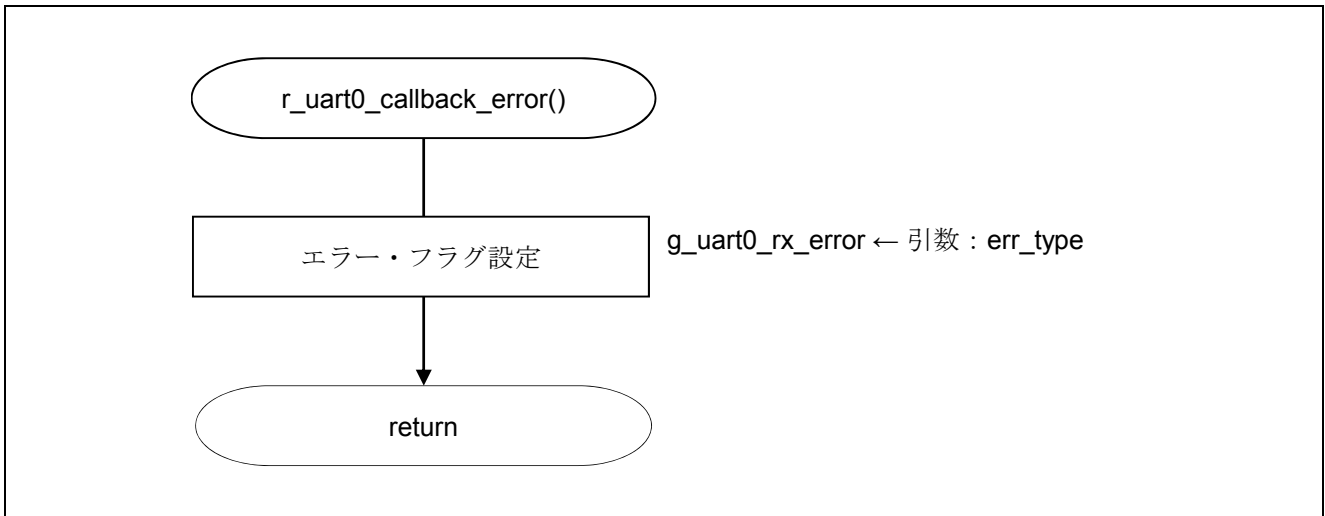 r_uart0_callback_error()
エラー・フラグ設定
g_uart0_rx_error ← 引数：err_type
return